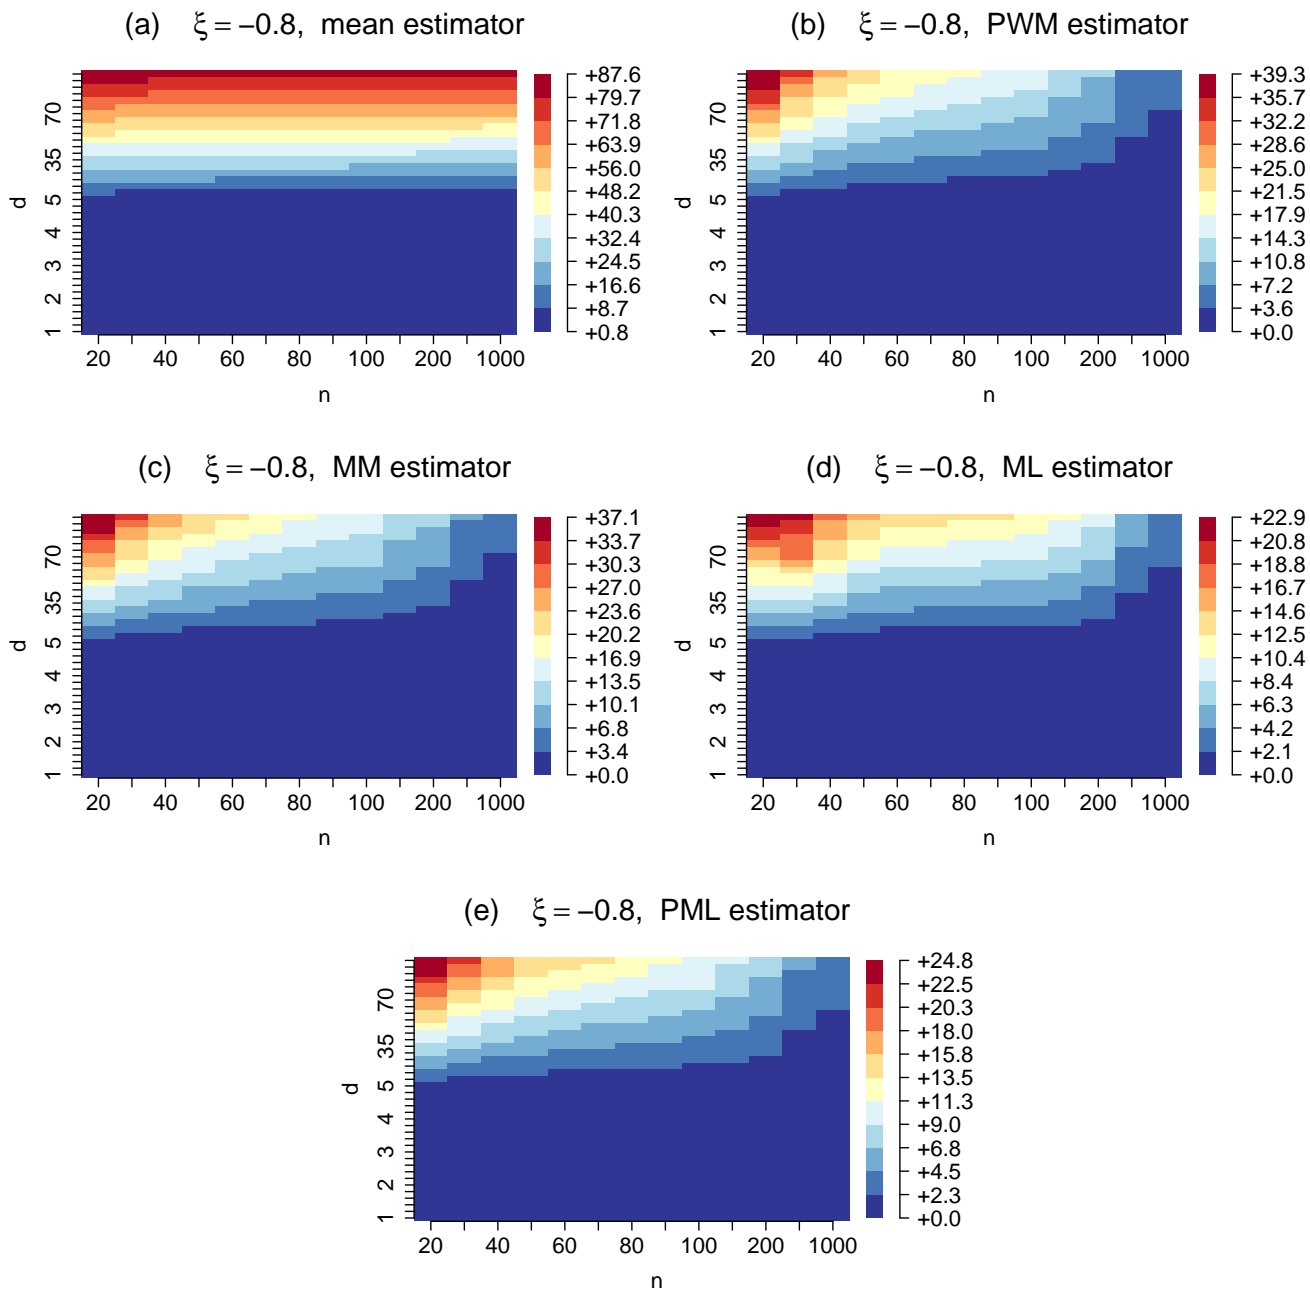 (a) ξ = −0.8, mean estimator
d
1 2 3 4 5 35 70
20 40 60 80 100 200 1000
n
+87.6
+79.7
+71.8
+63.9
+56.0
+48.2
+40.3
+32.4
+24.5
+16.6
+8.7
+0.8
(b) ξ = −0.8, PWM estimator
d
1 2 3 4 5 35 70
20 40 60 80 100 200 1000
n
+39.3
+35.7
+32.2
+28.6
+25.0
+21.5
+17.9
+14.3
+10.8
+7.2
+3.6
+0.0
(c) ξ = −0.8, MM estimator
d
1 2 3 4 5 35 70
20 40 60 80 100 200 1000
n
+37.1
+33.7
+30.3
+27.0
+23.6
+20.2
+16.9
+13.5
+10.1
+6.8
+3.4
+0.0
(d) ξ = −0.8, ML estimator
d
1 2 3 4 5 35 70
20 40 60 80 100 200 1000
n
+22.9
+20.8
+18.8
+16.7
+14.6
+12.5
+10.4
+8.4
+6.3
+4.2
+2.1
+0.0
(e) ξ = −0.8, PML estimator
d
1 2 3 4 5 35 70
20 40 60 80 100 200 1000
n
+24.8
+22.5
+20.3
+18.0
+15.8
+13.5
+11.3
+9.0
+6.8
+4.5
+2.3
+0.0